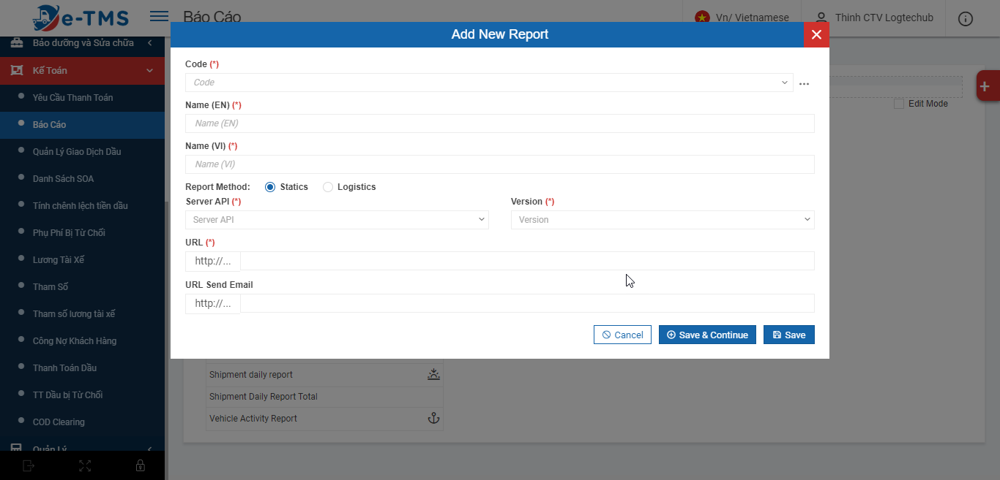 e-TMS
Báo Cáo
Vn/ Vietnamese
Thinh CTV Logtechub
Bảo dưỡng và Sửa chữa
Kế Toán
Yêu Cầu Thanh Toán
Báo Cáo
Quản Lý Giao Dịch Dầu
Danh Sách SOA
Tính chênh lệch tiền dầu
Phụ Phí Bị Từ Chối
Lương Tài Xế
Tham Số
Tham số lương tài xế
Công Nợ Khách Hàng
Thanh Toán Dầu
TT Dầu bị Từ Chối
COD Clearing
Quản Lý
Add New Report
Code (*)
Code
Name (EN) (*)
Name (EN)
Name (VI) (*)
Name (VI)
Report Method: Statics Logistics
Server API (*) Version (*)
Server API Version
URL (*)
http://...
URL Send Email
http://...
Cancel Save & Continue Save
Edit Mode
Shipment daily report
Shipment Daily Report Total
Vehicle Activity Report